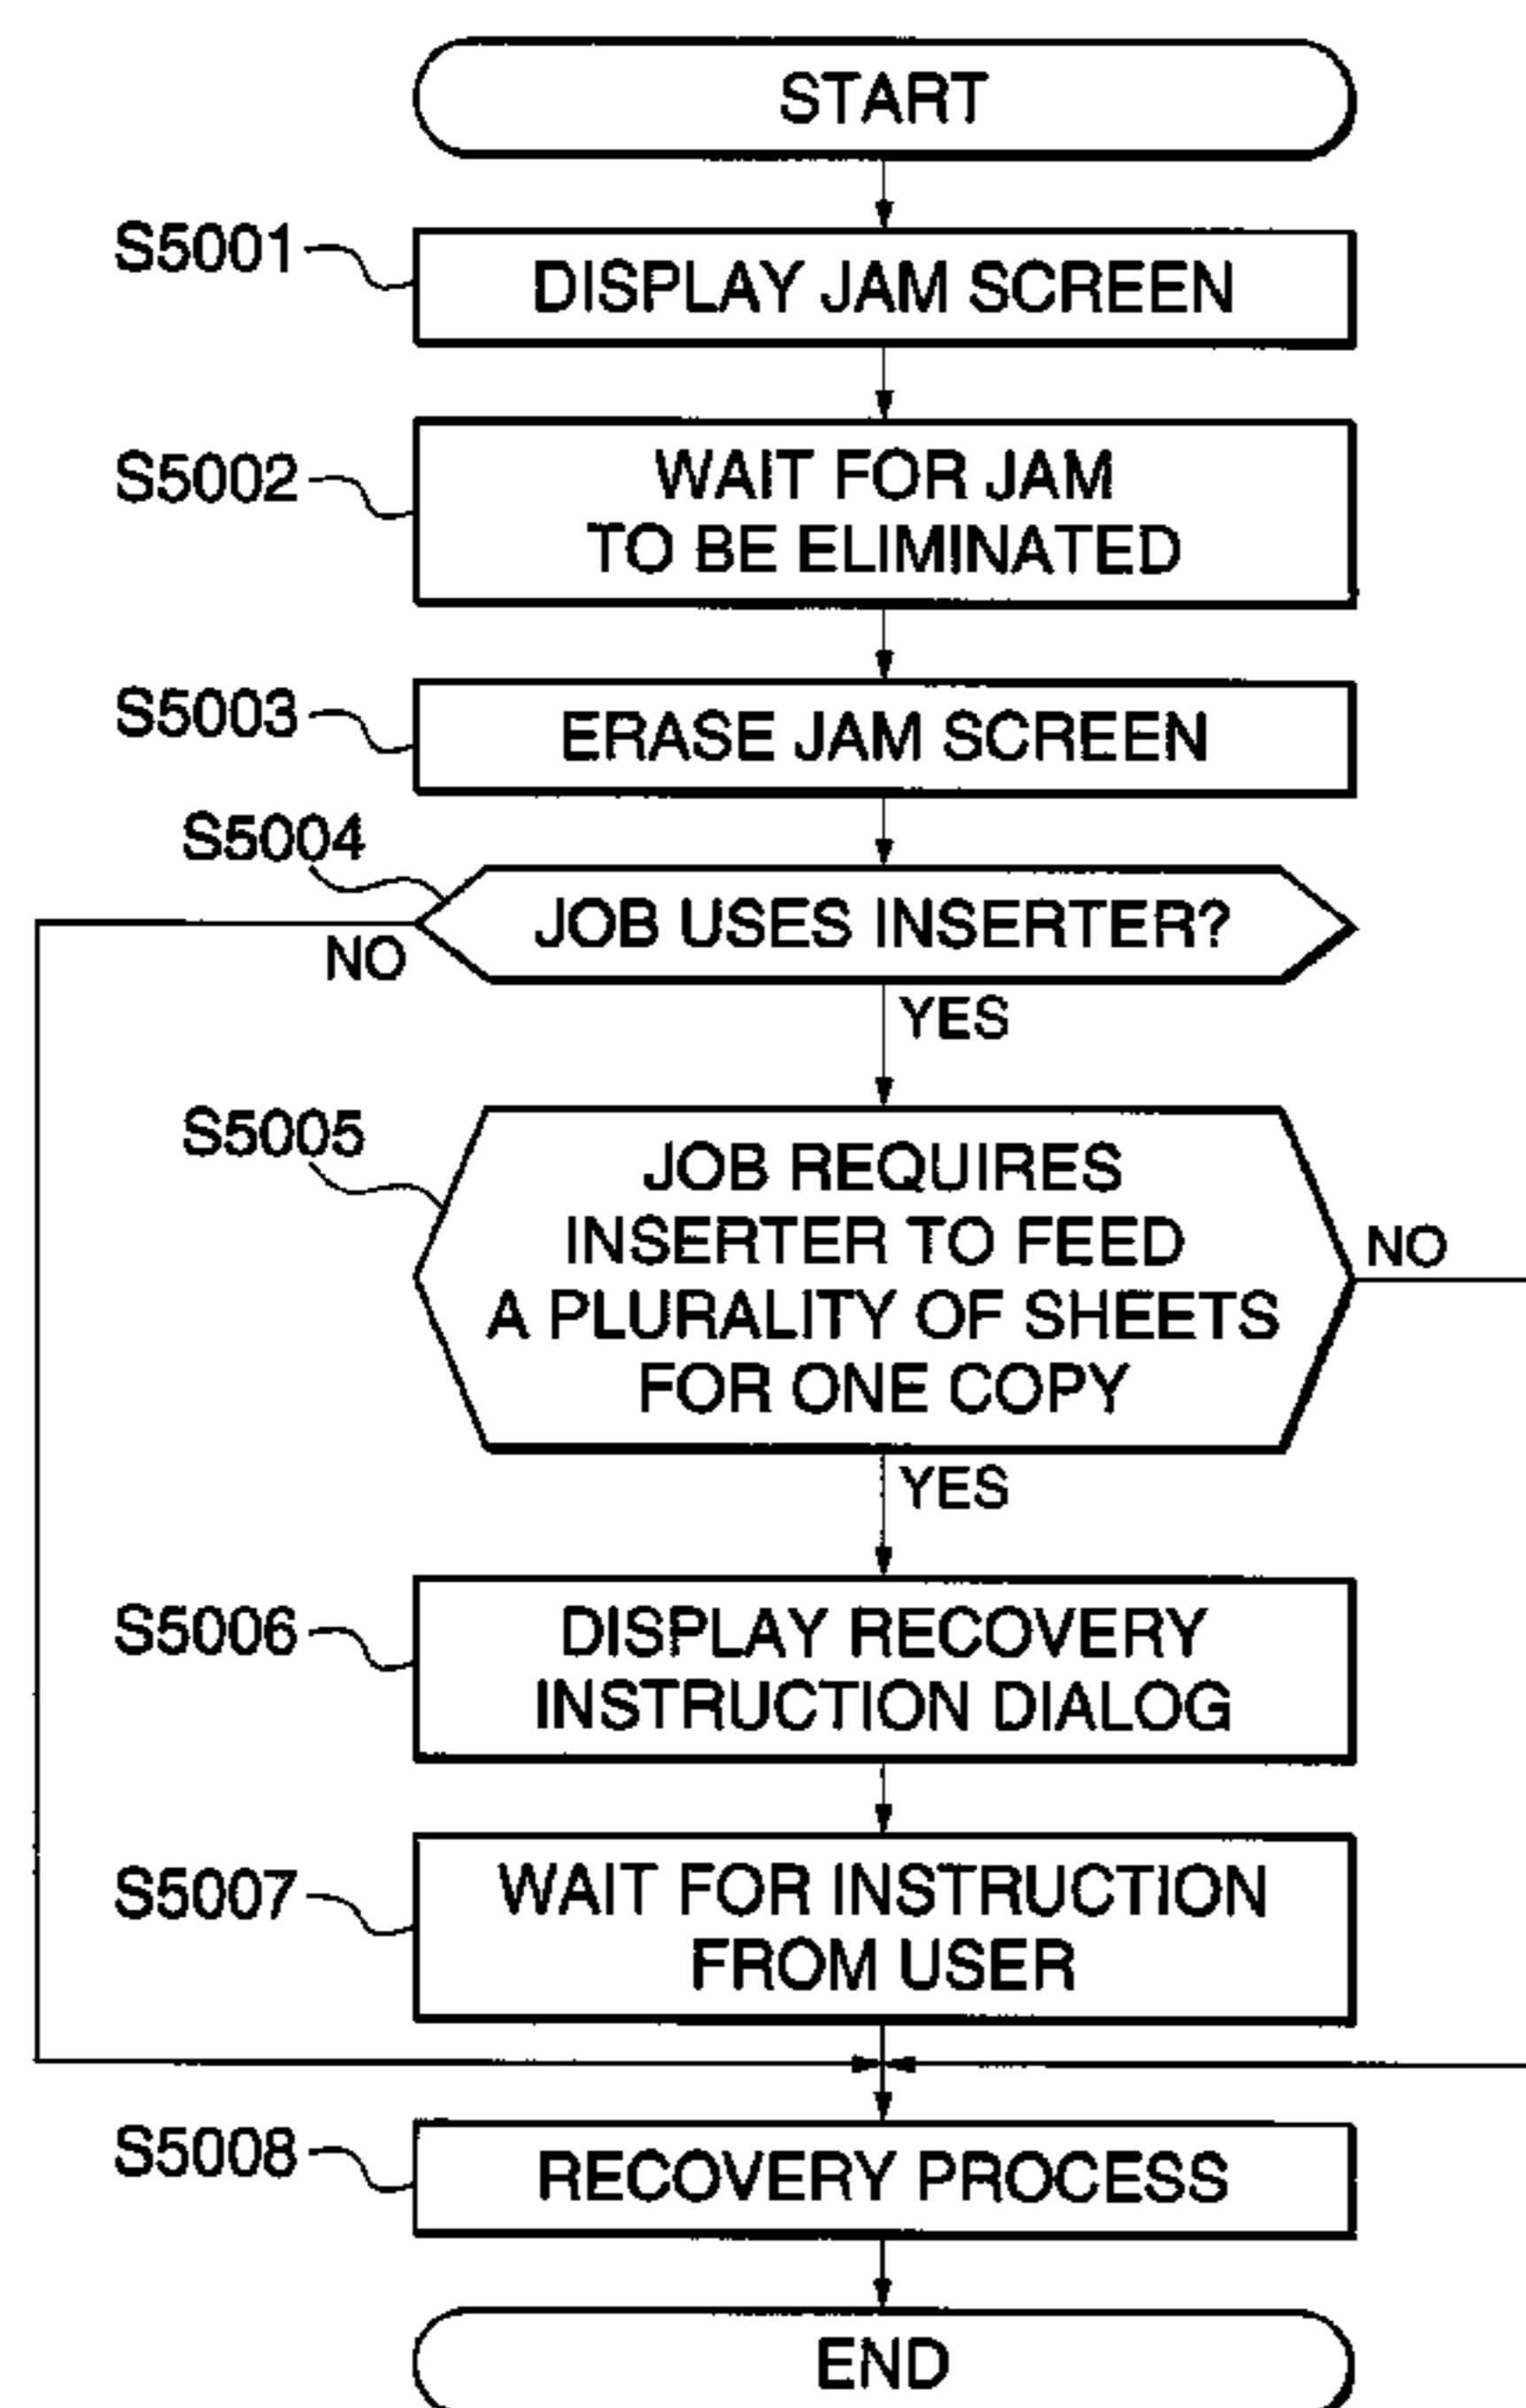 START
S5001
DISPLAY JAM SCREEN
S5002
WAIT FOR JAM
TO BE ELIMINATED
S5003
ERASE JAM SCREEN
S5004
JOB USES INSERTER?
NO
YES
S5005
JOB REQUIRES
INSERTER TO FEED
A PLURALITY OF SHEETS
FOR ONE COPY
NO
YES
S5006
DISPLAY RECOVERY
INSTRUCTION DIALOG
S5007
WAIT FOR INSTRUCTION
FROM USER
S5008
RECOVERY PROCESS
END